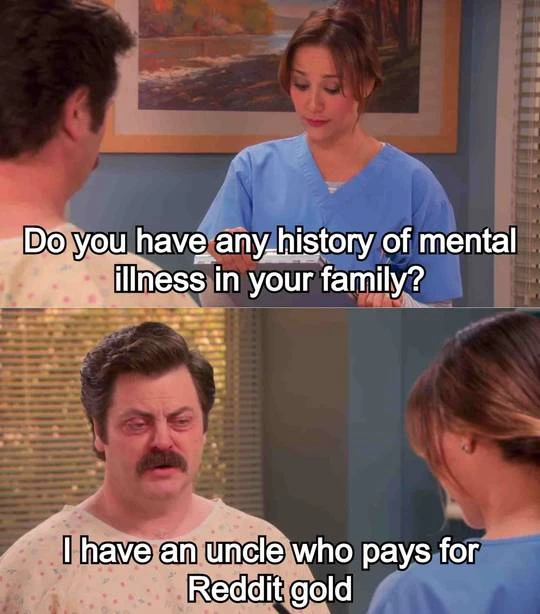 Do you have any history of mental
illness in your family?
I have an uncle who pays for
Reddit gold